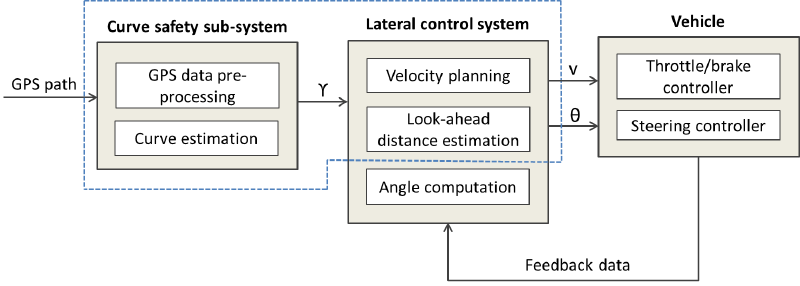 Curve safety sub-system
Lateral control system
Vehicle
GPS path
GPS data pre-
processing
Curve estimation
ϒ
Velocity planning
Look-ahead
distance estimation
Angle computation
v
θ
Throttle/brake
controller
Steering controller
Feedback data